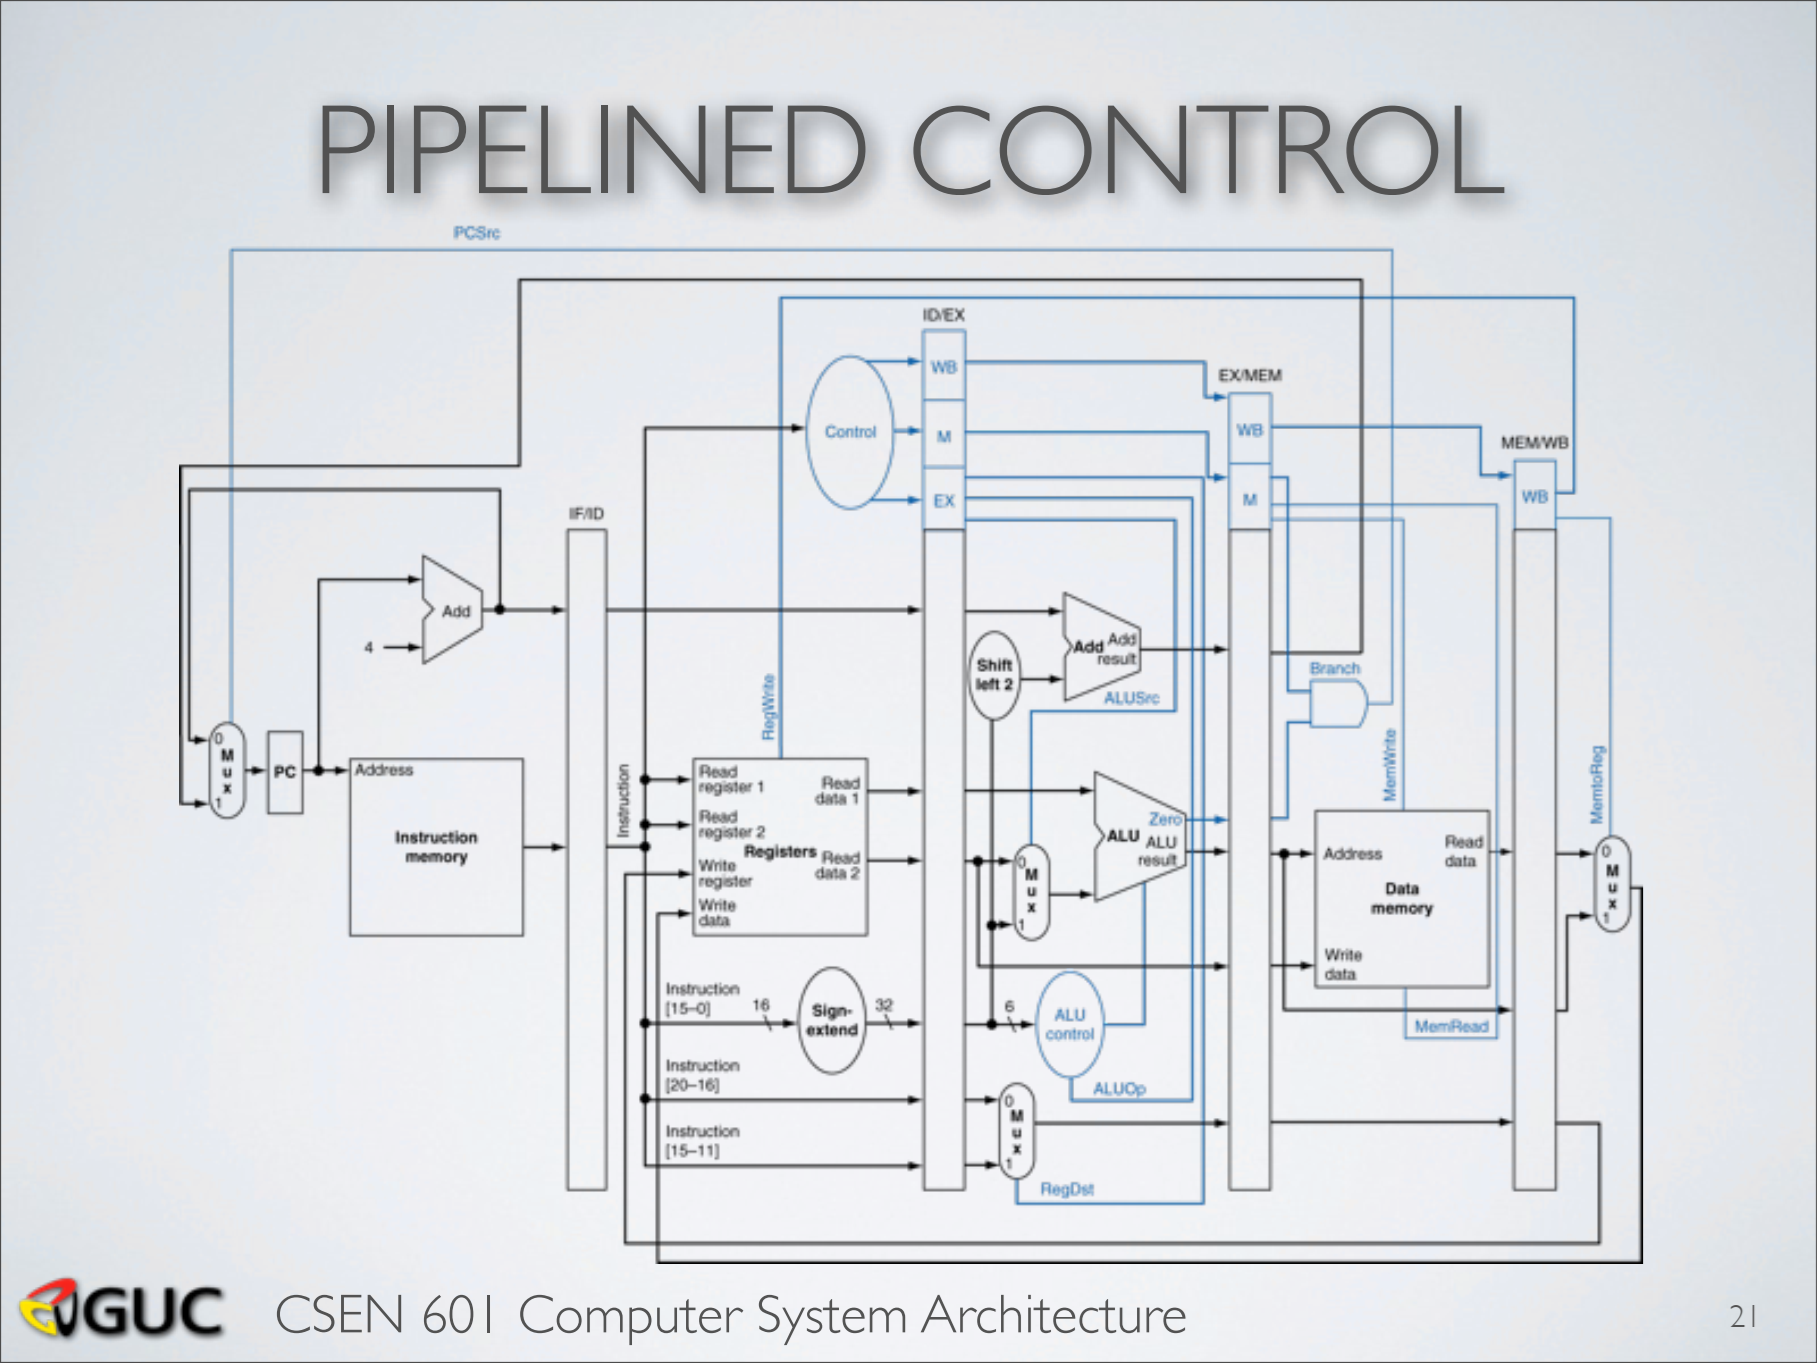 PIPELINED CONTROL
PCSrc
ID/EX
WB
EX/MEM
Control
M
WB
MEM/WB
EX
M
WB
IF/ID
Add
4
Add
Add
result
Shift
left 2
ALUSrc
Branch
RegWrite
MemWrite
MemtoReg
0
Mux
1
PC
Address
Instruction
memory
Instruction
Read
register 1
Read
data 1
Read
register 2
Registers
Read
data 2
Write
register
Write
data
0
Mux
1
Zero
ALU
ALU
result
Address
Read
data
Data
memory
Write
data
0
Mux
1
Instruction
[15–0]
16
Sign-
extend
32
6
ALU
control
MemRead
Instruction
[20–16]
ALUOp
0
Mux
1
Instruction
[15–11]
RegDst
GUC
CSEN 601 Computer System Architecture
21